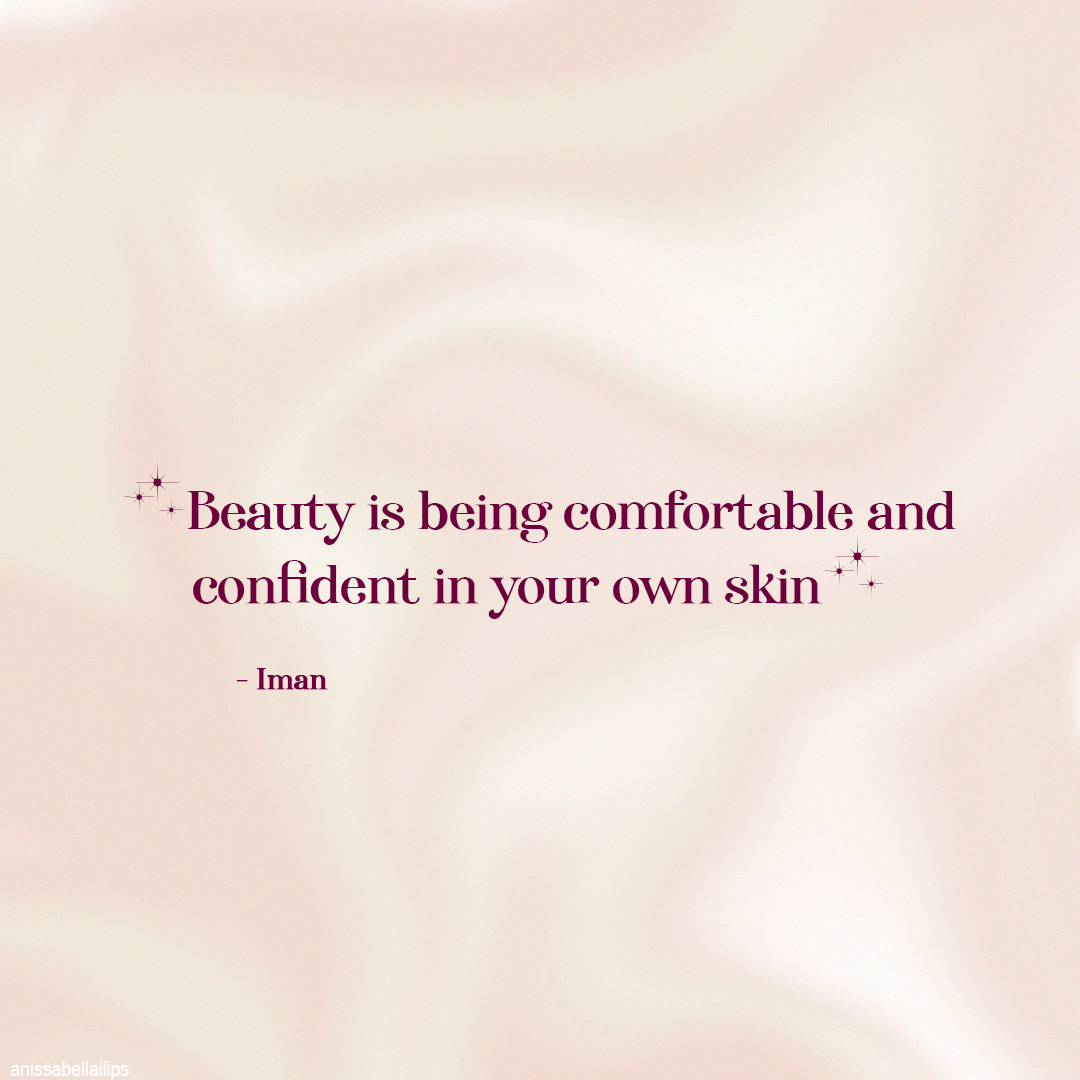 Beauty is being comfortable and
confident in your own skin
- Iman
anissabellailips